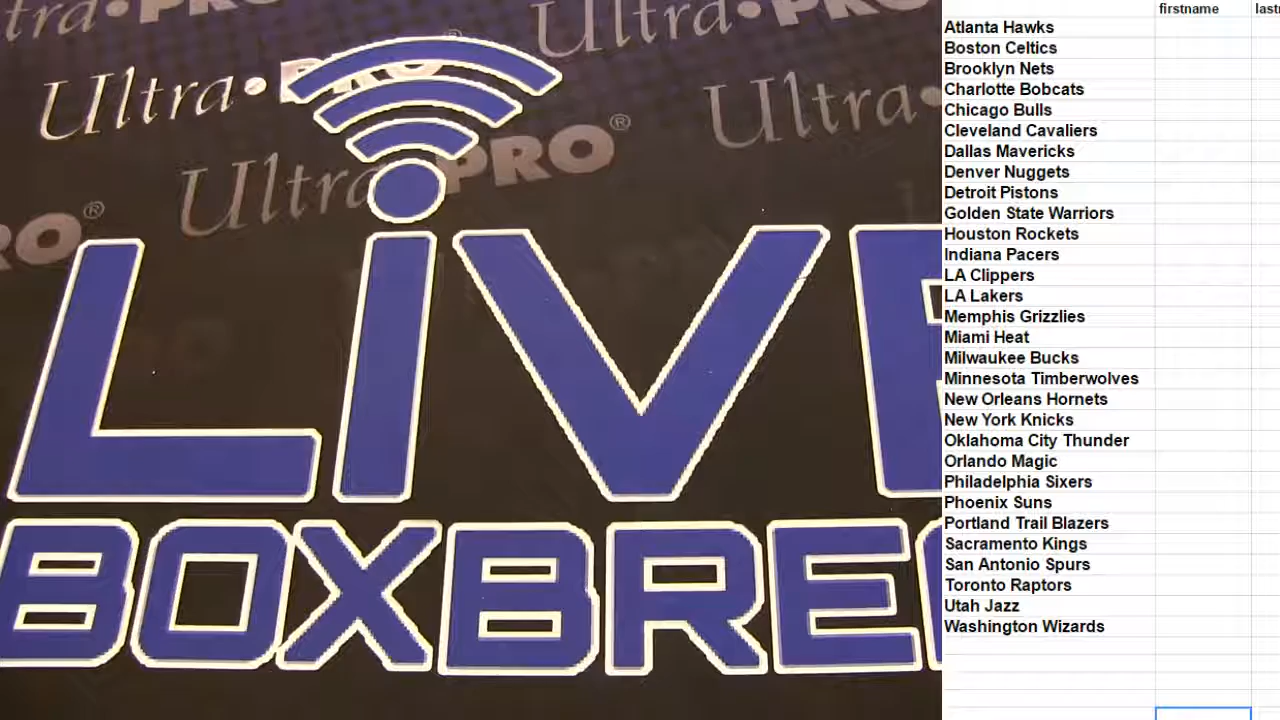 Ultra•PRO®
Ultra•PRO
Ultra•
Ultra PRO®
RO®
LiVE
BOXBRE
firstname
Atlanta Hawks
Boston Celtics
Brooklyn Nets
Charlotte Bobcats
Chicago Bulls
Cleveland Cavaliers
Dallas Mavericks
Denver Nuggets
Detroit Pistons
Golden State Warriors
Houston Rockets
Indiana Pacers
LA Clippers
LA Lakers
Memphis Grizzlies
Miami Heat
Milwaukee Bucks
Minnesota Timberwolves
New Orleans Hornets
New York Knicks
Oklahoma City Thunder
Orlando Magic
Philadelphia Sixers
Phoenix Suns
Portland Trail Blazers
Sacramento Kings
San Antonio Spurs
Toronto Raptors
Utah Jazz
Washington Wizards